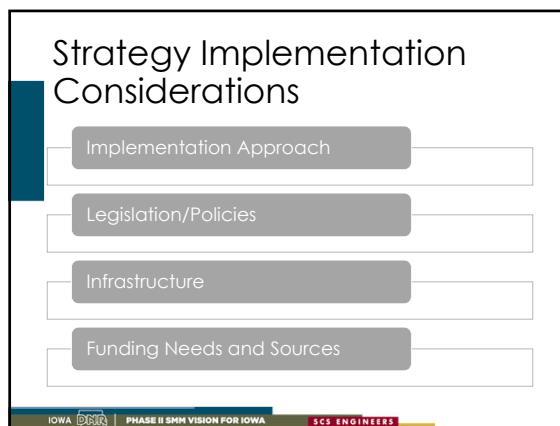 Strategy Implementation
Considerations
Implementation Approach
Legislation/Policies
Infrastructure
Funding Needs and Sources
IOWA DNR | PHASE II SMM VISION FOR IOWA SCS ENGINEERS